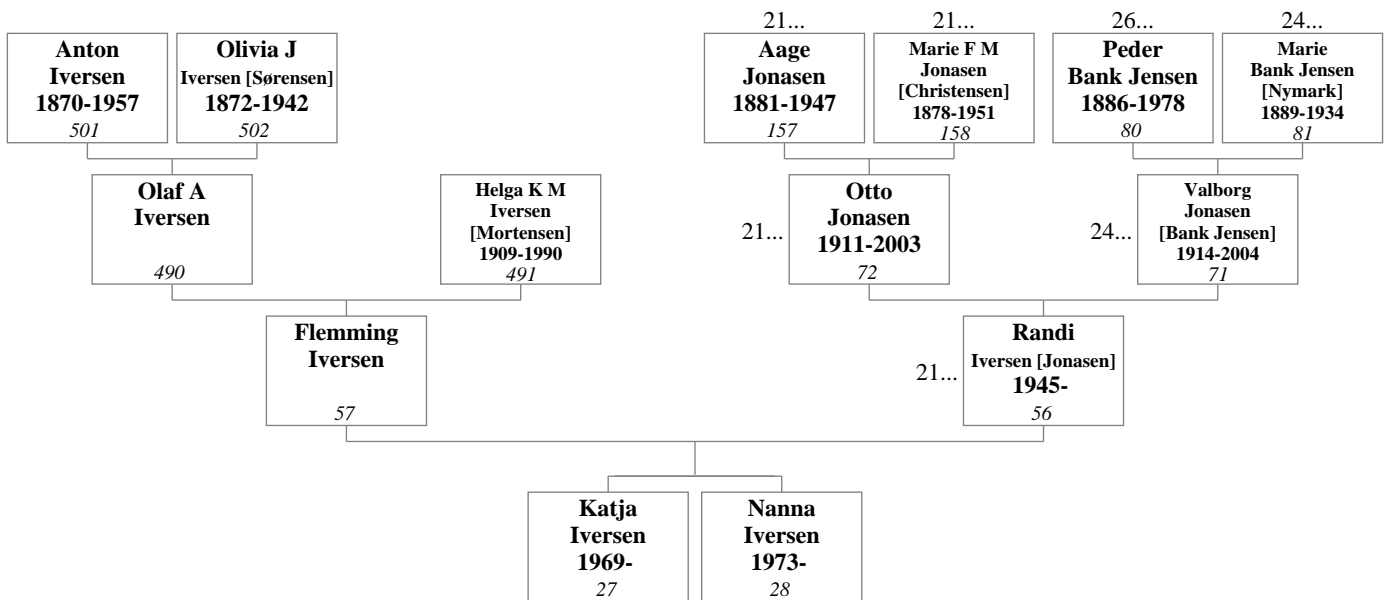 21...
21...
26...
24...
Anton
Iversen
1870-1957
501
Olivia J
Iversen [Sørensen]
1872-1942
502
Aage
Jonasen
1881-1947
157
Marie F M
Jonasen
[Christensen]
1878-1951
158
Peder
Bank Jensen
1886-1978
80
Marie
Bank Jensen
[Nymark]
1889-1934
81
Olaf A
Iversen
490
Helga K M
Iversen
[Mortensen]
1909-1990
491
21...
Otto
Jonasen
1911-2003
72
24...
Valborg
Jonasen
[Bank Jensen]
1914-2004
71
Flemming
Iversen
57
21...
Randi
Iversen [Jonasen]
1945-
56
Katja
Iversen
1969-
27
Nanna
Iversen
1973-
28